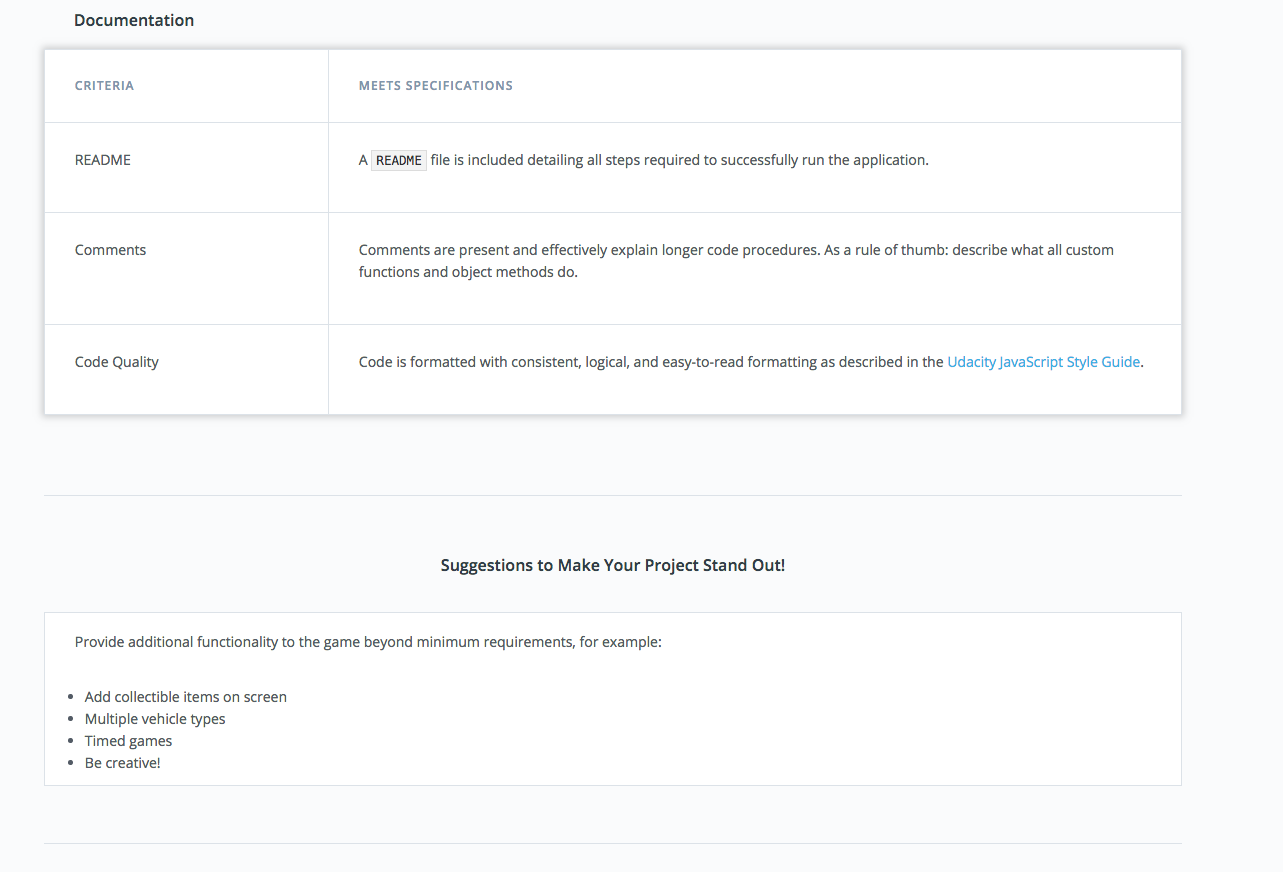 Documentation
CRITERIA
MEETS SPECIFICATIONS
README
A README file is included detailing all steps required to successfully run the application.
Comments
Comments are present and effectively explain longer code procedures. As a rule of thumb: describe what all custom
functions and object methods do.
Code Quality
Code is formatted with consistent, logical, and easy-to-read formatting as described in the Udacity JavaScript Style Guide.
Suggestions to Make Your Project Stand Out!
Provide additional functionality to the game beyond minimum requirements, for example:
Add collectible items on screen
Multiple vehicle types
Timed games
Be creative!